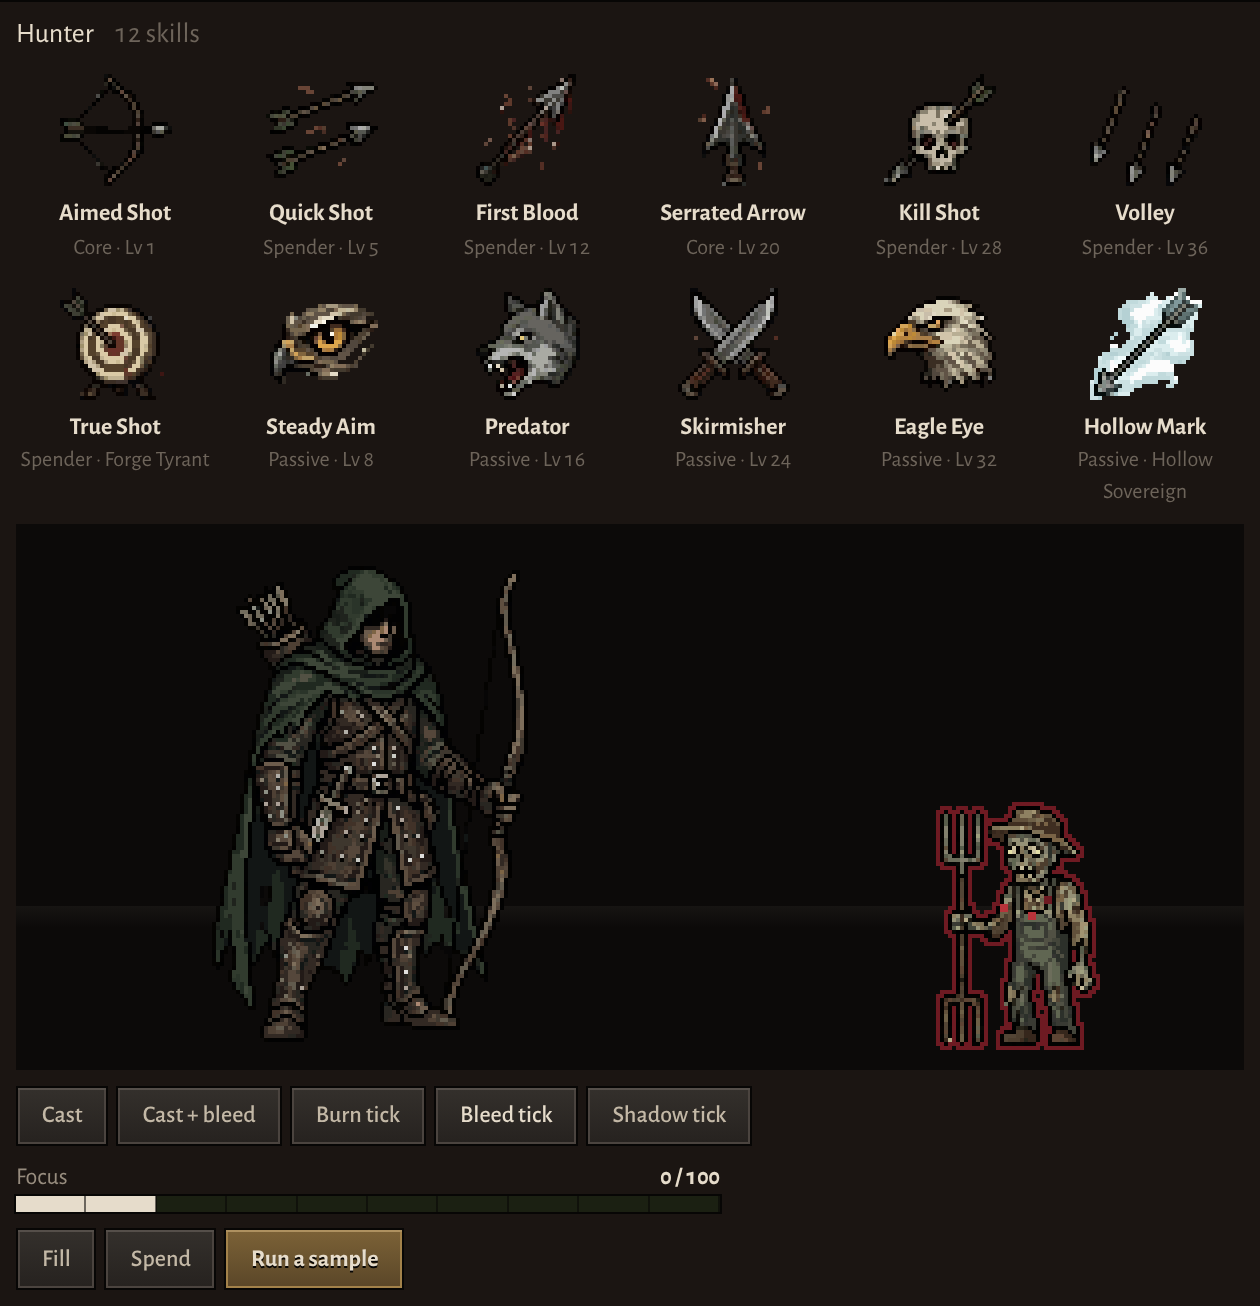 Hunter 12 skills
Aimed Shot
Core · Lv 1
Quick Shot
Spender · Lv 5
First Blood
Spender · Lv 12
Serrated Arrow
Core · Lv 20
Kill Shot
Spender · Lv 28
Volley
Spender · Lv 36
True Shot
Spender · Forge Tyrant
Steady Aim
Passive · Lv 8
Predator
Passive · Lv 16
Skirmisher
Passive · Lv 24
Eagle Eye
Passive · Lv 32
Hollow Mark
Passive · Hollow
Sovereign
Cast
Cast + bleed
Burn tick
Bleed tick
Shadow tick
Focus
0 / 100
Fill
Spend
Run a sample